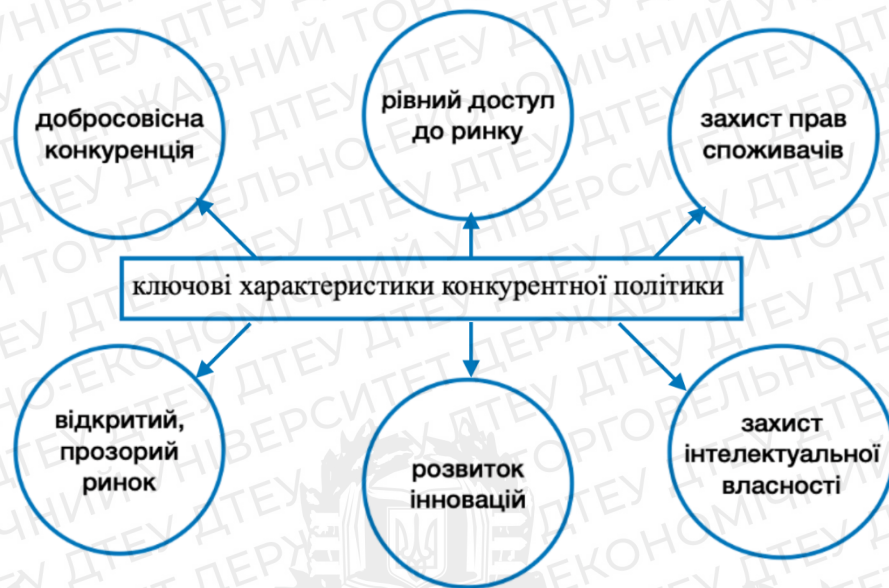 добросовісна
конкуренція
рівний доступ
до ринку
захист прав
споживачів
ключові характеристики конкурентної політики
відкритий,
прозорий
ринок
розвиток
інновацій
захист
інтелектуальної
власності